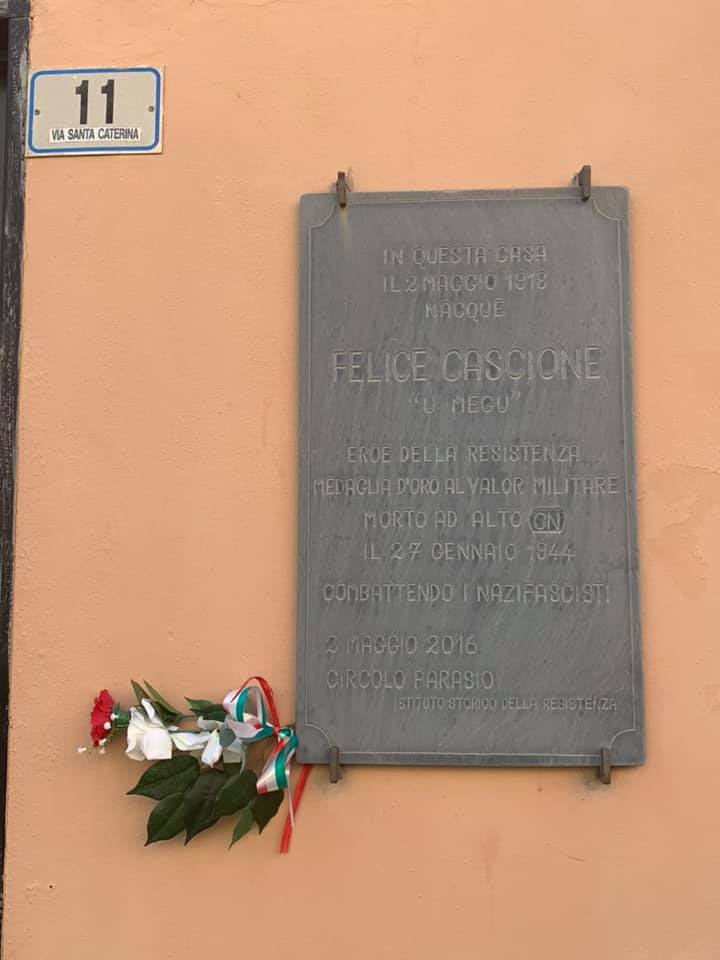 11
VIA SANTA CATERINA
IN QUESTA CASA
IL 2 MAGGIO 1918
NACQUE
FELICE CASCIONE
"U MEGU"
EROE DELLA RESISTENZA
MEDAGLIA D'ORO AL VALOR MILITARE
MORTO AD ALTO CN
IL 27 GENNAIO 1944
COMBATTENDO I NAZIFASCISTI
2 MAGGIO 2016
CIRCOLO PARASIO
ISTITUTO STORICO DELLA RESISTENZA